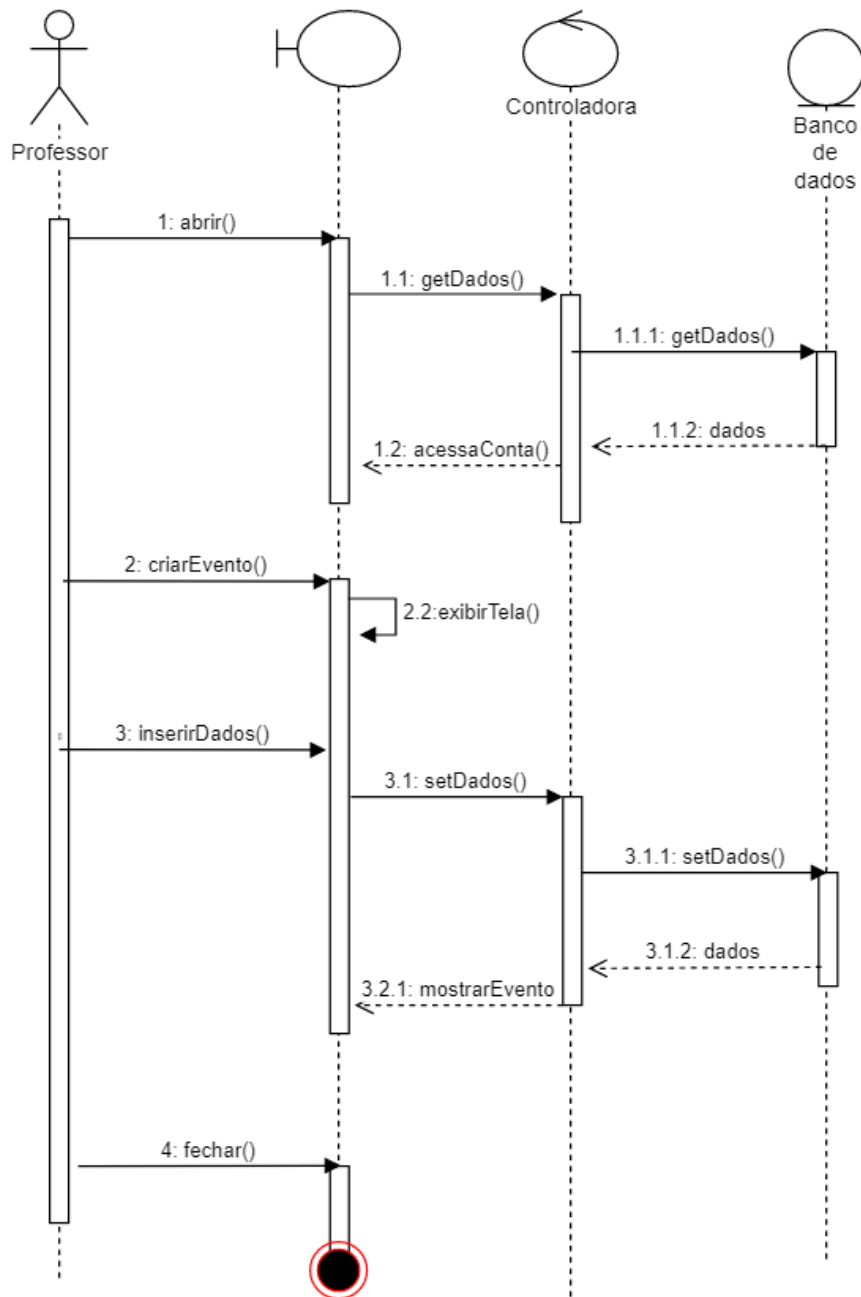 Professor
Controladora
Banco
de
dados
1: abrir()
1.1: getDados()
1.1.1: getDados()
1.1.2: dados
1.2: acessaConta()
2: criarEvento()
2.2:exibirTela()
3: inserirDados()
3.1: setDados()
3.1.1: setDados()
3.1.2: dados
3.2.1: mostrarEvento
4: fechar()